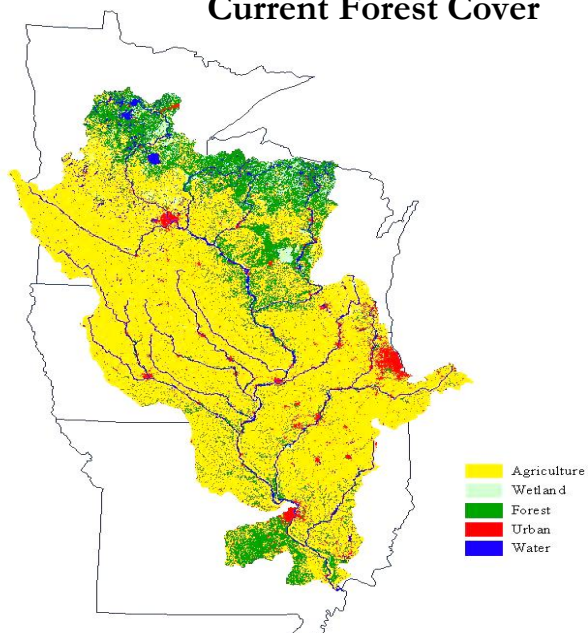 Current Forest Cover
Agriculture
Wetland
Forest
Urban
Water